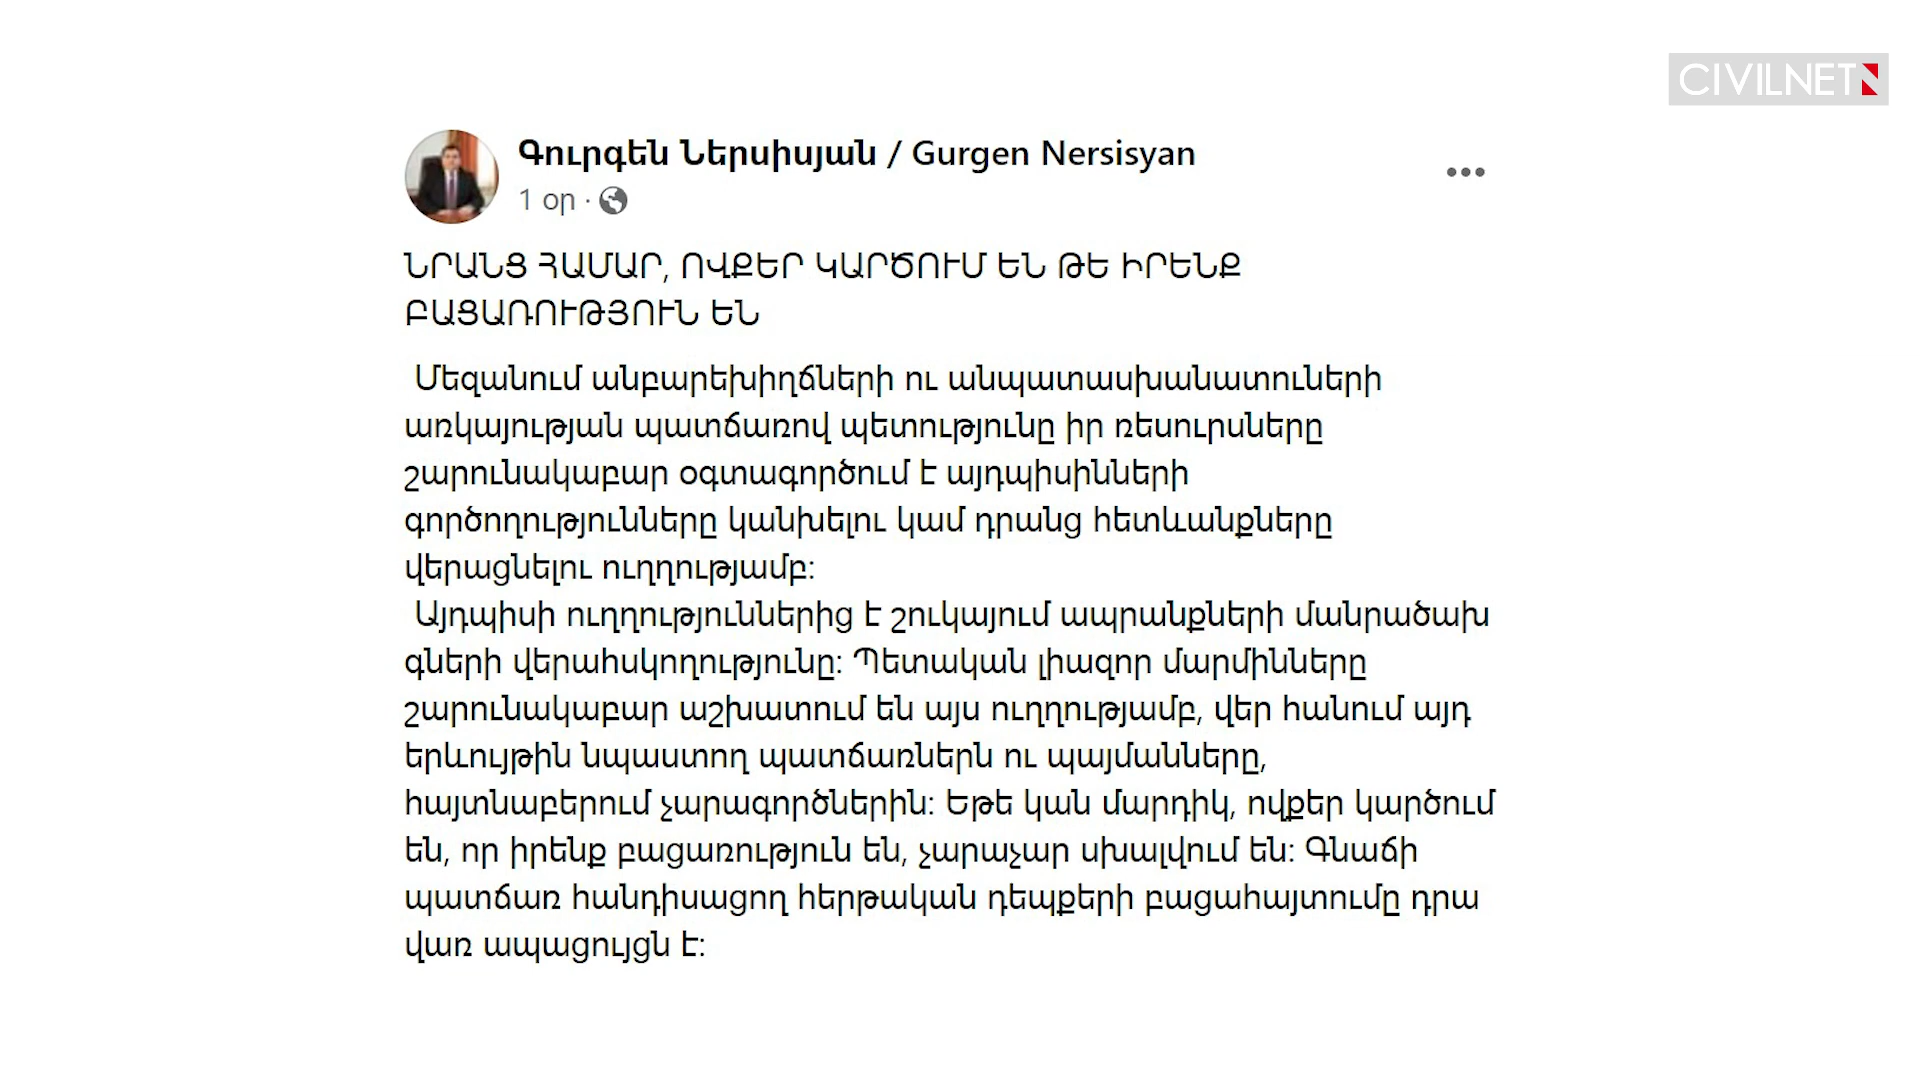 CIVILNET
Գուրգեն Ներսիսյան / Gurgen Nersisyan
1 օր ·
ՆՐԱՆՑ ՀԱՄԱՐ, ՈՎՔԵՐ ԿԱՐԾՈՒՄ ԵՆ ԹԵ ԻՐԵՆՔ
ԲԱՑԱՌՈՒԹՅՈՒՆ ԵՆ
Մեզանում անբարեխիղճների ու անպատասխանատուների
առկայության պատճառով պետությունը իր ռեսուրսները
շարունակաբար օգտագործում է այդպիսինների
գործողությունները կանխելու կամ դրանց հետևանքները
վերացնելու ուղղությամբ։
Այդպիսի ուղղություններից է շուկայում ապրանքների մանրածախ
գների վերահսկողությունը։ Պետական լիազոր մարմինները
շարունակաբար աշխատում են այս ուղղությամբ, վեր հանում այդ
երևույթին նպաստող պատճառներն ու պայմանները,
հայտնաբերում չարագործներին։ Եթե կան մարդիկ, ովքեր կարծում
են, որ իրենք բացառություն են, չարաչար սխալվում են։ Գնաճի
պատճառ հանդիսացող հերթական դեպքերի բացահայտումը դրա
վառ ապացույցն է։